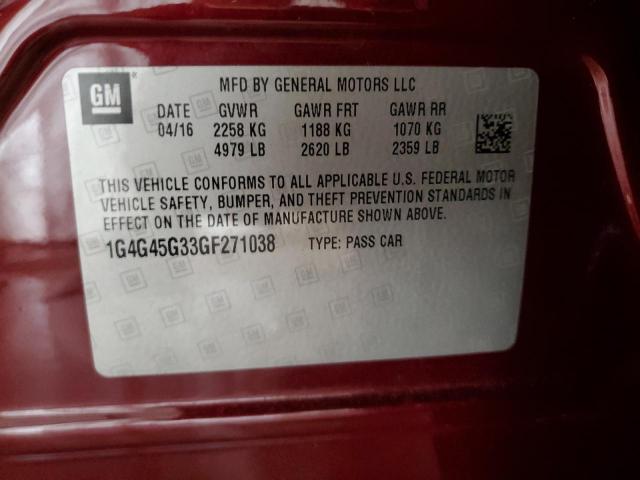 GM
MFD BY GENERAL MOTORS LLC
DATE GVWR GAWR FRT GAWR RR
04/16 2258 KG 1188 KG 1070 KG
4979 LB 2620 LB 2359 LB
THIS VEHICLE CONFORMS TO ALL APPLICABLE U.S. FEDERAL MOTOR
VEHICLE SAFETY, BUMPER, AND THEFT PREVENTION STANDARDS IN
EFFECT ON THE DATE OF MANUFACTURE SHOWN ABOVE.
1G4G45G33GF271038 TYPE: PASS CAR